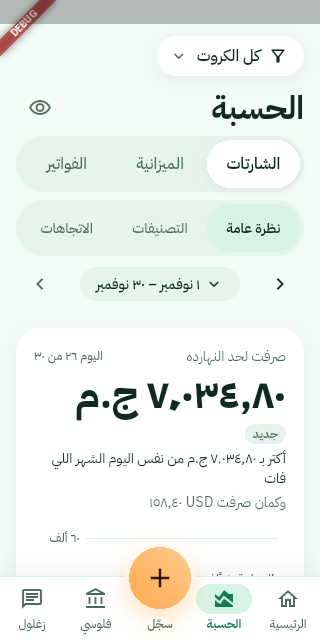 DEBUG
كل الكروت
الحسبة
الشارتات
الميزانية
الفواتير
نظرة عامة
التصنيفات
الاتجاهات
١ نوفمبر – ٣٠ نوفمبر
صرفت لحد النهارده
اليوم ٢٦ من ٣٠
٧,٠٣٤,٨٠ ج.م
جديد
أكتر بـ ٧,٠٣٤,٨٠ ج.م من نفس اليوم الشهر اللي
فات
وكمان صرفت USD ١٥٨,٤٠
٦٠ ألف
الرئيسية
الحسبة
سجّل
فلوسي
زغلول